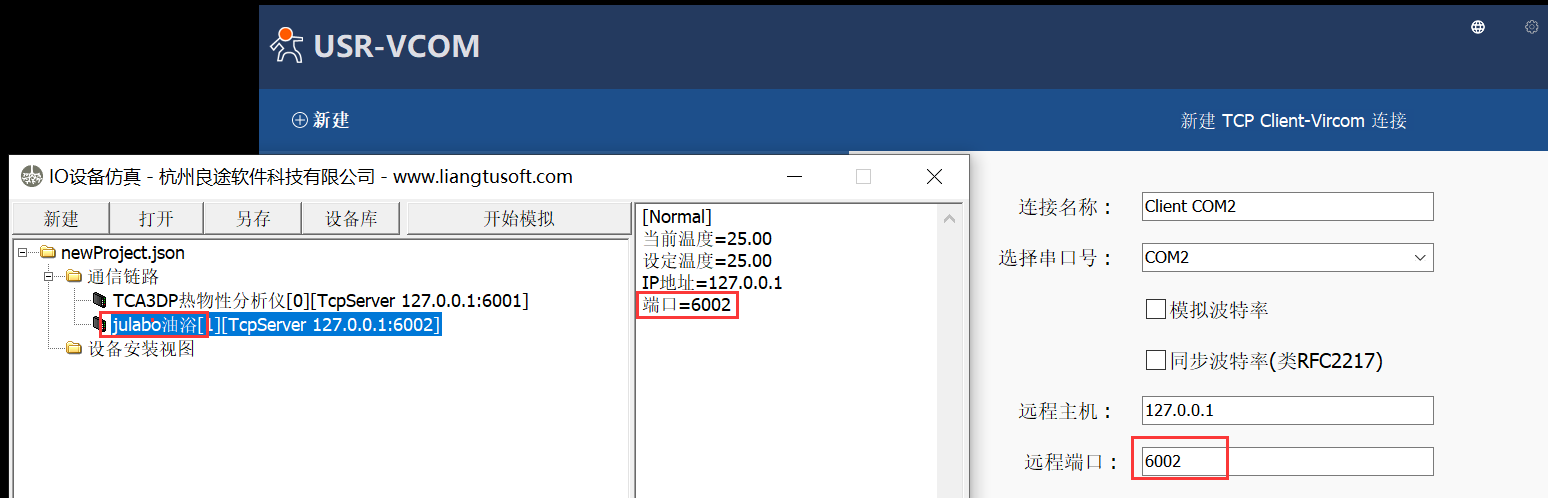 USR-VCOM
新建
新建 TCP Client-Vircom 连接
IO设备仿真 - 杭州良途软件科技有限公司 - www.liangtusoft.com
新建 打开 另存 设备库 开始模拟
newProject.json
通信链路
TCA3DP热物性分析仪[0][TcpServer 127.0.0.1:6001]
julabo油浴[1][TcpServer 127.0.0.1:6002]
设备安装视图
[Normal]
当前温度=25.00
设定温度=25.00
IP地址=127.0.0.1
端口=6002
连接名称： Client COM2
选择串口号： COM2
模拟波特率
同步波特率(类RFC2217)
远程主机： 127.0.0.1
远程端口： 6002